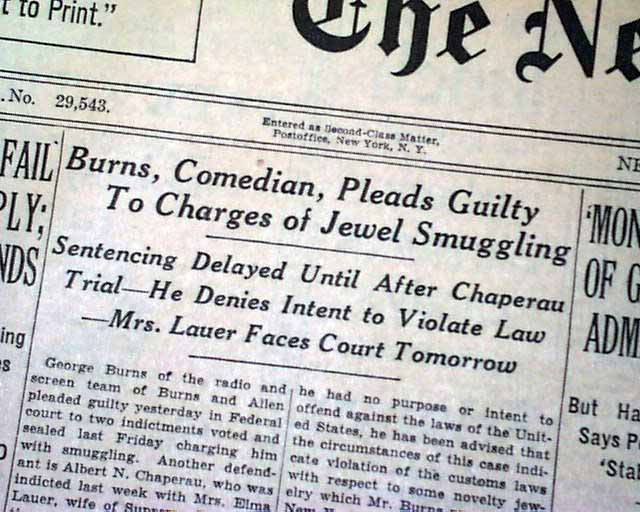 t to Print."
The Ne
. No. 29,543.
Entered as Second-Class Matter,
Postoffice, New York, N. Y.
NE
FAIL
PLY;
NDS
ing
es
Burns, Comedian, Pleads Guilty
To Charges of Jewel Smuggling
Sentencing Delayed Until After Chaperau
Trial—He Denies Intent to Violate Law
—Mrs. Lauer Faces Court Tomorrow
George Burns of the radio and
screen team of Burns and Allen
pleaded guilty yesterday in Federal
court to two indictments voted and
sealed last Friday charging him
with smuggling. Another defend-
ant is Albert N. Chaperau, who was
indicted last week with Mrs. Elma
Lauer, wife of
he had no purpose or intent to
offend against the laws of the Unit-
ed States, he has been advised that
the circumstances of this case indi-
cate violation of the customs laws
with respect to some novelty jew-
elry which Mr. Burns
'MON
OF G
ADM
But Ha
Says P
'Sta